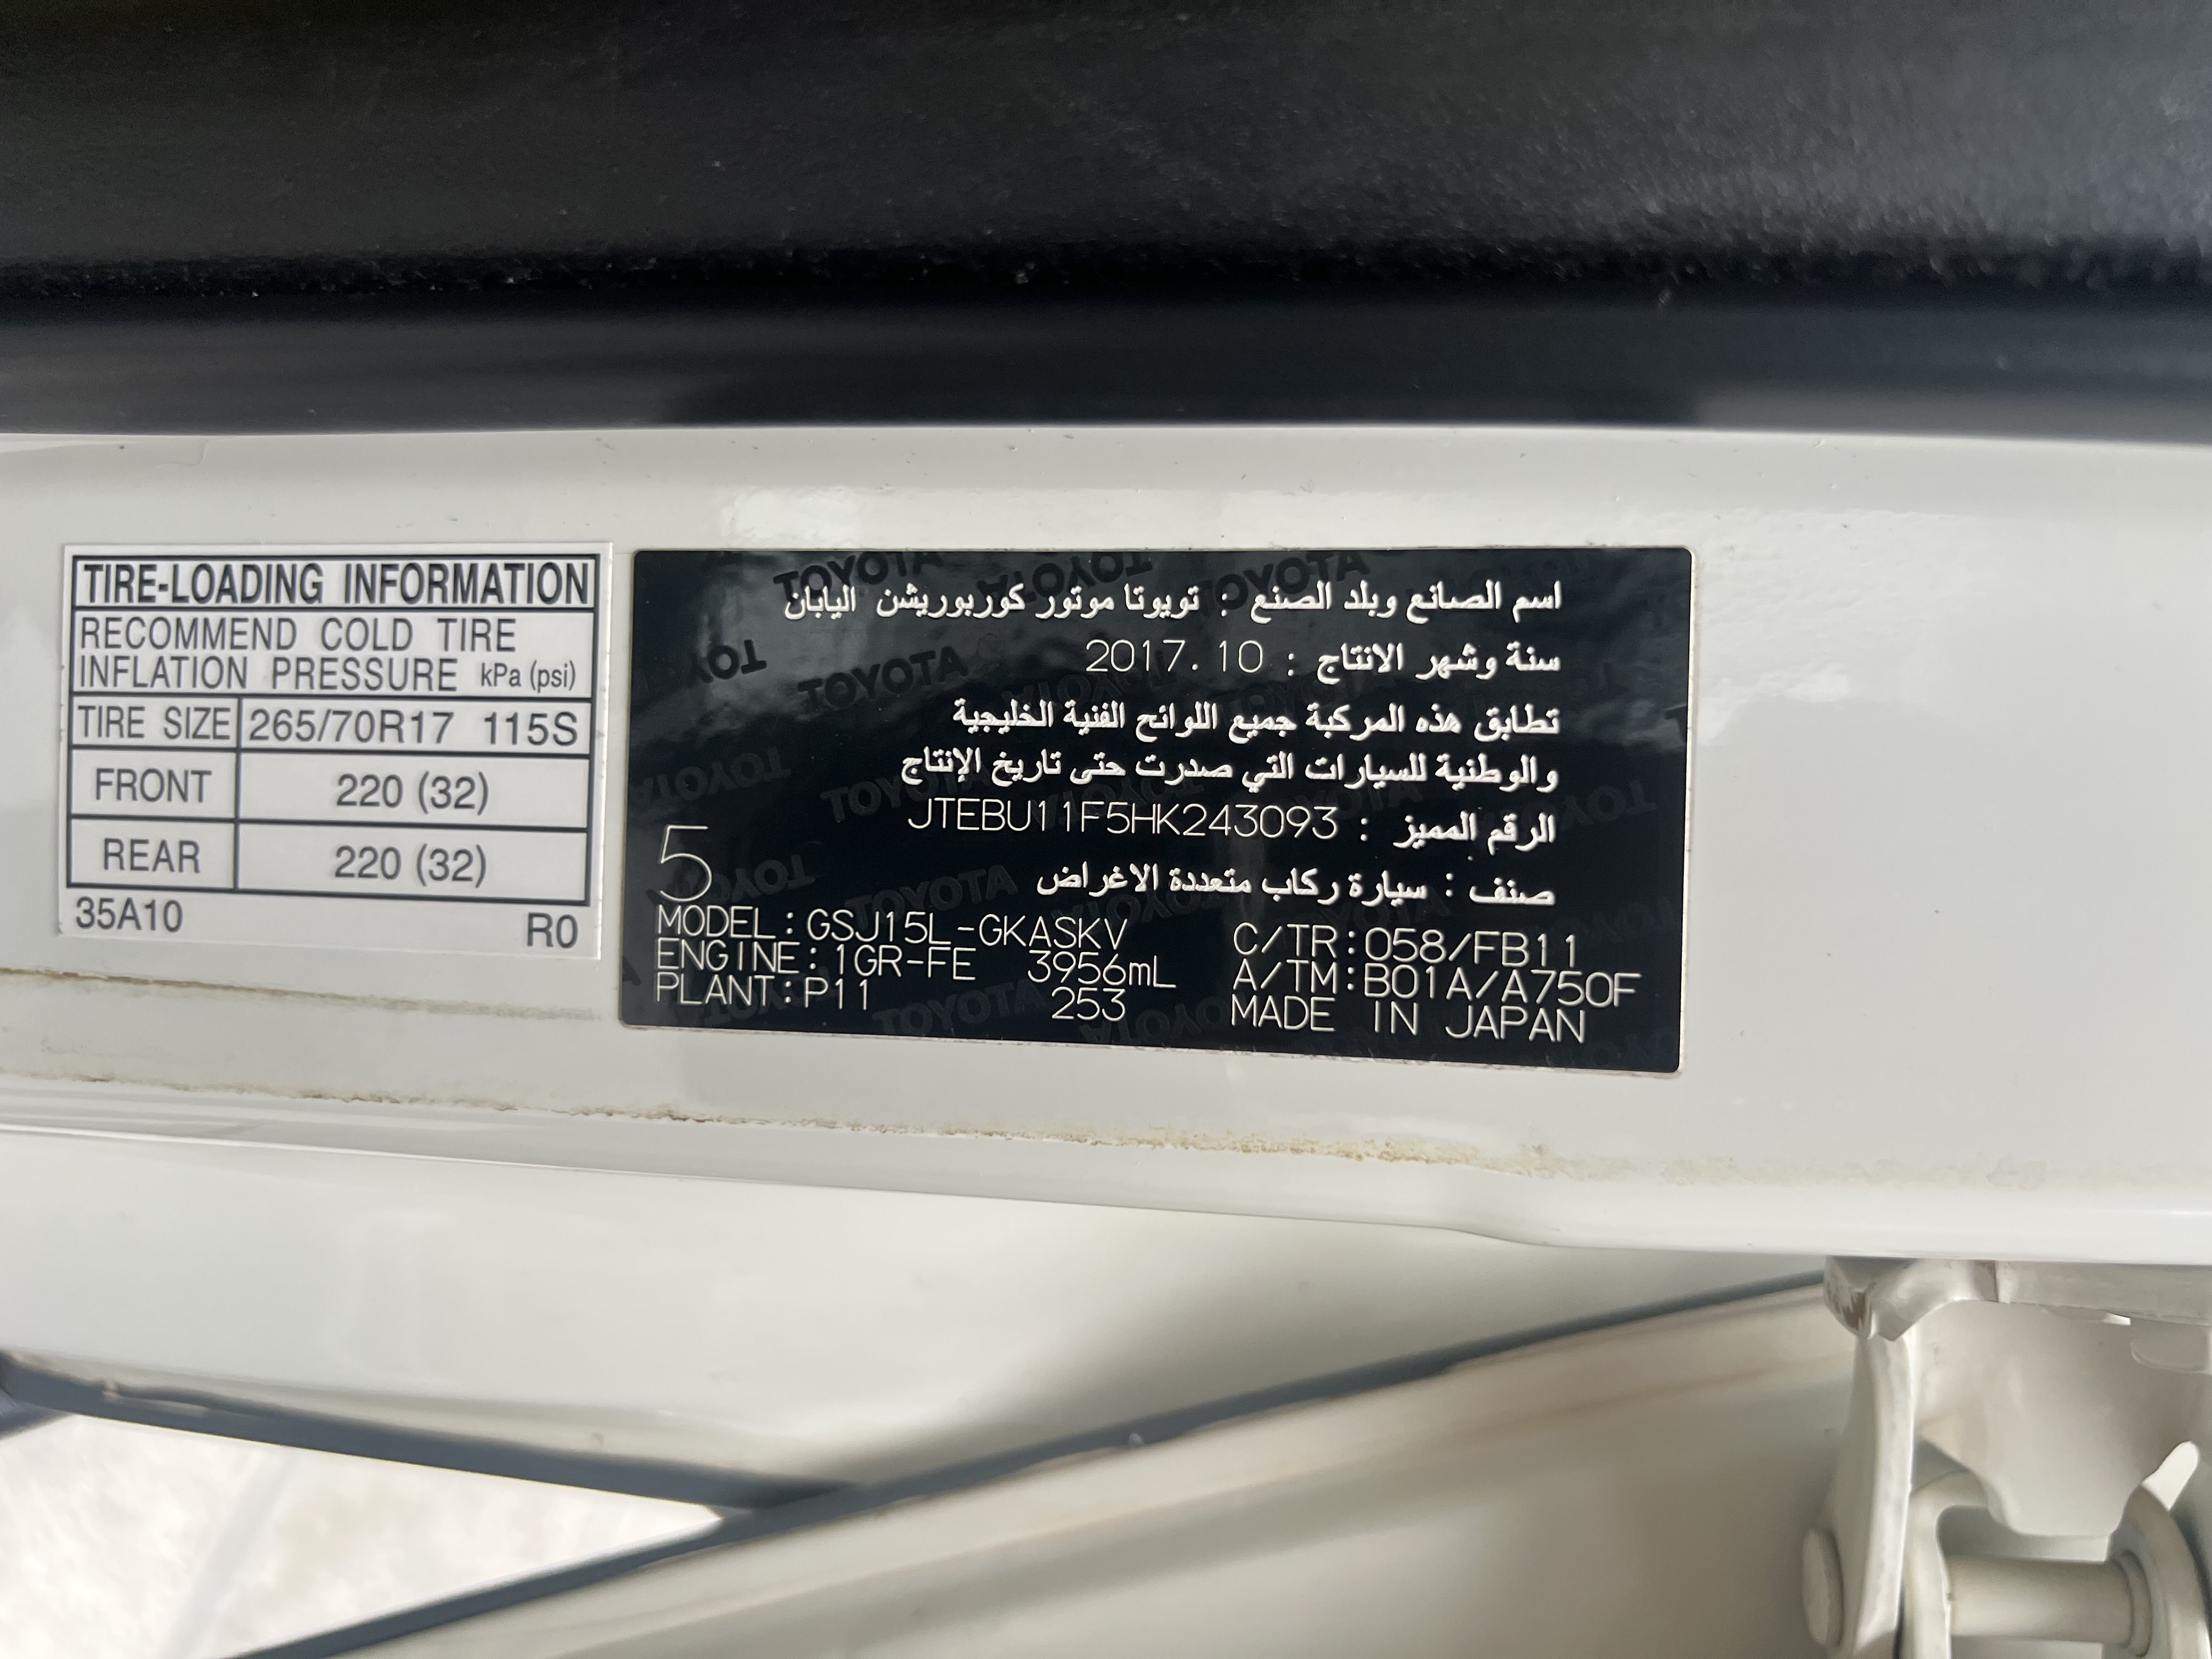 TIRE-LOADING INFORMATION
RECOMMEND COLD TIRE
INFLATION PRESSURE kPa (psi)
TIRE SIZE 265/70R17 115S
FRONT 220 (32)
REAR 220 (32)
35A10 R0
اسم الصانع وبلد الصنع : تويوتا موتور كوربوريشن اليابان
سنة وشهر الانتاج : 2017.10
تطابق هذه المركبة جميع اللوائح الفنية الخليجية
والوطنية للسيارات التي صدرت حتى تاريخ الإنتاج
الرقم المميز : JTEBU11F5HK243093
صنف : سيارة ركاب متعددة الاغراض
5
MODEL:GSJ15L-GKASKV C/TR:058/FB11
ENGINE:1GR-FE 3956mL A/TM:B01A/A750F
PLANT:P11 253 MADE IN JAPAN